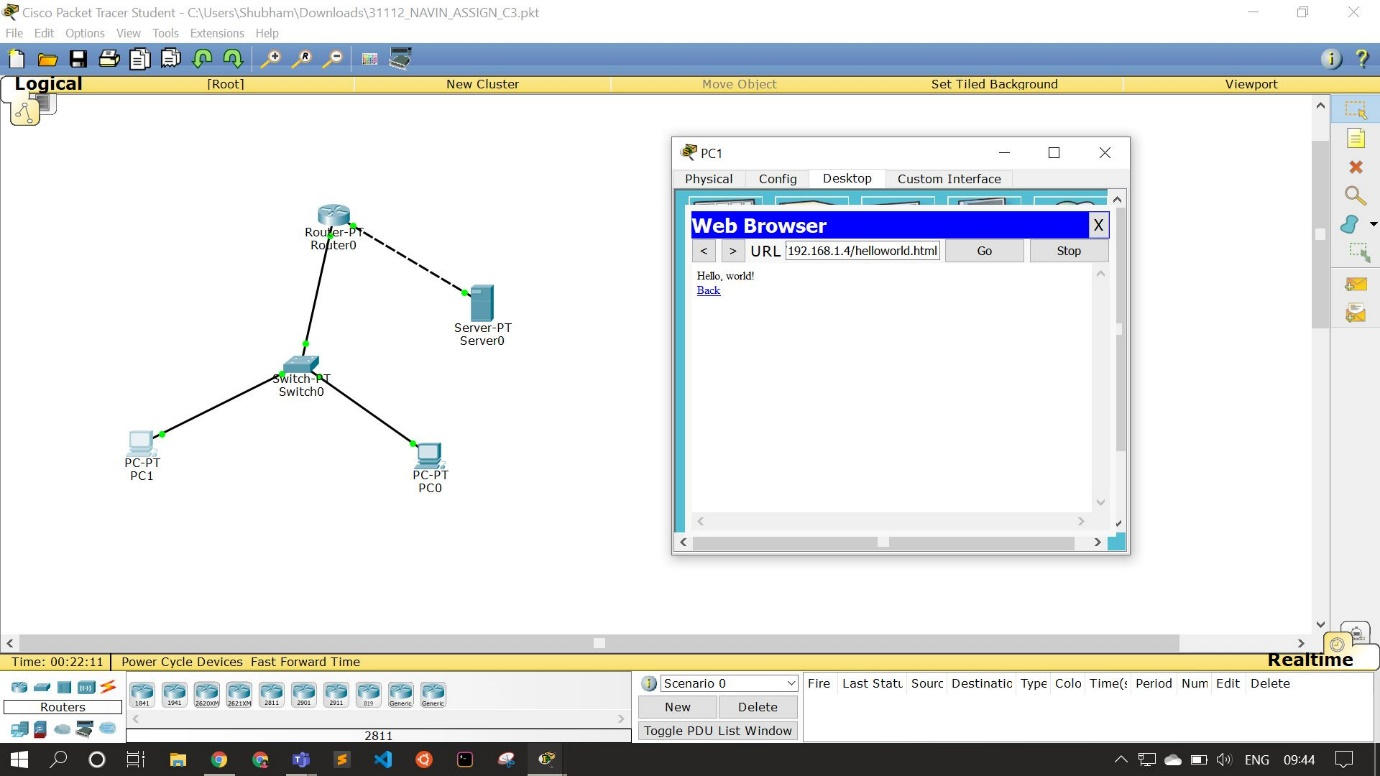 Cisco Packet Tracer Student - C:\Users\Shubham\Downloads\31112_NAVIN_ASSIGN_C3.pkt
File Edit Options View Tools Extensions Help
Logical [Root] New Cluster Move Object Set Tiled Background Viewport
PC1
Physical Config Desktop Custom Interface
Web Browser X
< > URL 192.168.1.4/helloworld.html Go Stop
Hello, world!
Back
Router-PT
Router0
Server-PT
Server0
Switch-PT
Switch0
PC-PT
PC1
PC-PT
PC0
Time: 00:22:11 Power Cycle Devices Fast Forward Time Realtime
Routers
1841 1941 2620XM 2621XM 2811 2901 2911 819 Generic Generic
2811
Scenario 0
New Delete
Toggle PDU List Window
Fire Last Statu Sourc Destinatio Type Colo Time(s Period Num Edit Delete
ENG 09:44